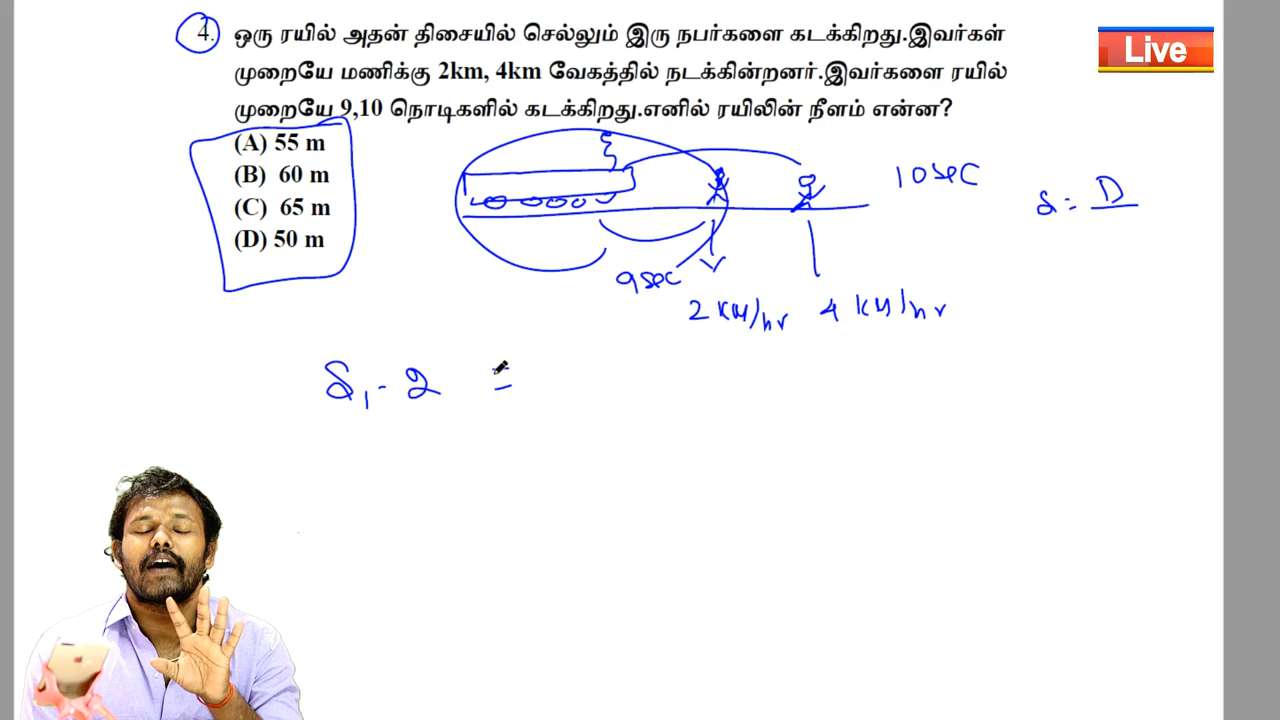 4. ஒரு ரயில் அதன் திசையில் செல்லும் இரு நபர்களை கடக்கிறது.இவர்கள்
முறையே மணிக்கு 2km, 4km வேகத்தில் நடக்கின்றனர்.இவர்களை ரயில்
முறையே 9,10 நொடிகளில் கடக்கிறது.எனில் ரயிலின் நீளம் என்ன?
(A) 55 m
(B) 60 m
(C) 65 m
(D) 50 m
Live
10 sec
S = D
9 sec
2 KM/hr 4 KM/hr
S1 - 2 =